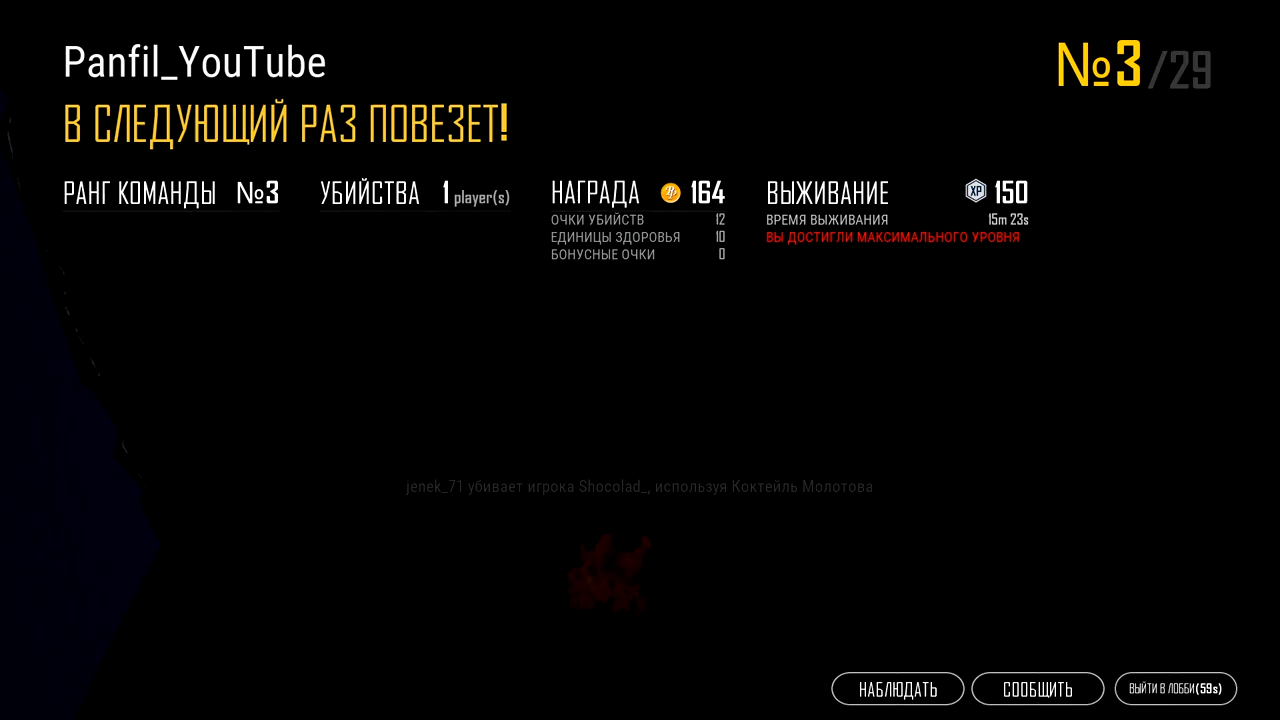 Panfil_YouTube
№3/29
В СЛЕДУЮЩИЙ РАЗ ПОВЕЗЕТ!
РАНГ КОМАНДЫ №3 УБИЙСТВА 1 player(s) НАГРАДА 164 ВЫЖИВАНИЕ XP 150
ОЧКИ УБИЙСТВ 12 ВРЕМЯ ВЫЖИВАНИЯ 15m 23s
ЕДИНИЦЫ ЗДОРОВЬЯ 10 ВЫ ДОСТИГЛИ МАКСИМАЛЬНОГО УРОВНЯ
БОНУСНЫЕ ОЧКИ 0
jenek_71 убивает игрока Shocolad_, используя Коктейль Молотова
НАБЛЮДАТЬ СООБЩИТЬ ВЫЙТИ В ЛОББИ(59s)